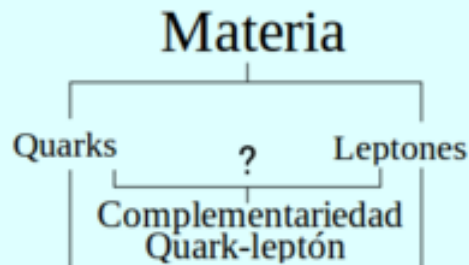 Materia
Quarks
?
Leptones
Complementariedad
Quark-leptón